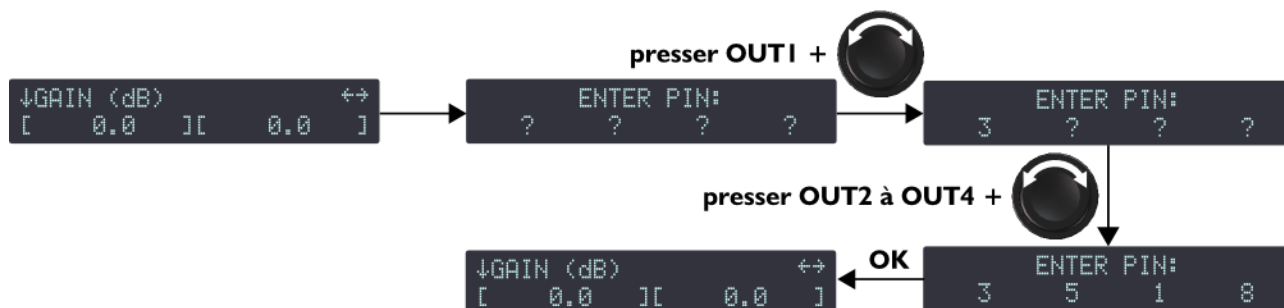 presser OUT1 +
↓GAIN (dB) ↔
[ 0.0 ][ 0.0 ]
ENTER PIN:
? ? ? ?
ENTER PIN:
3 ? ? ?
presser OUT2 à OUT4 +
↓GAIN (dB) ↔
[ 0.0 ][ 0.0 ]
OK
ENTER PIN:
3 5 1 8